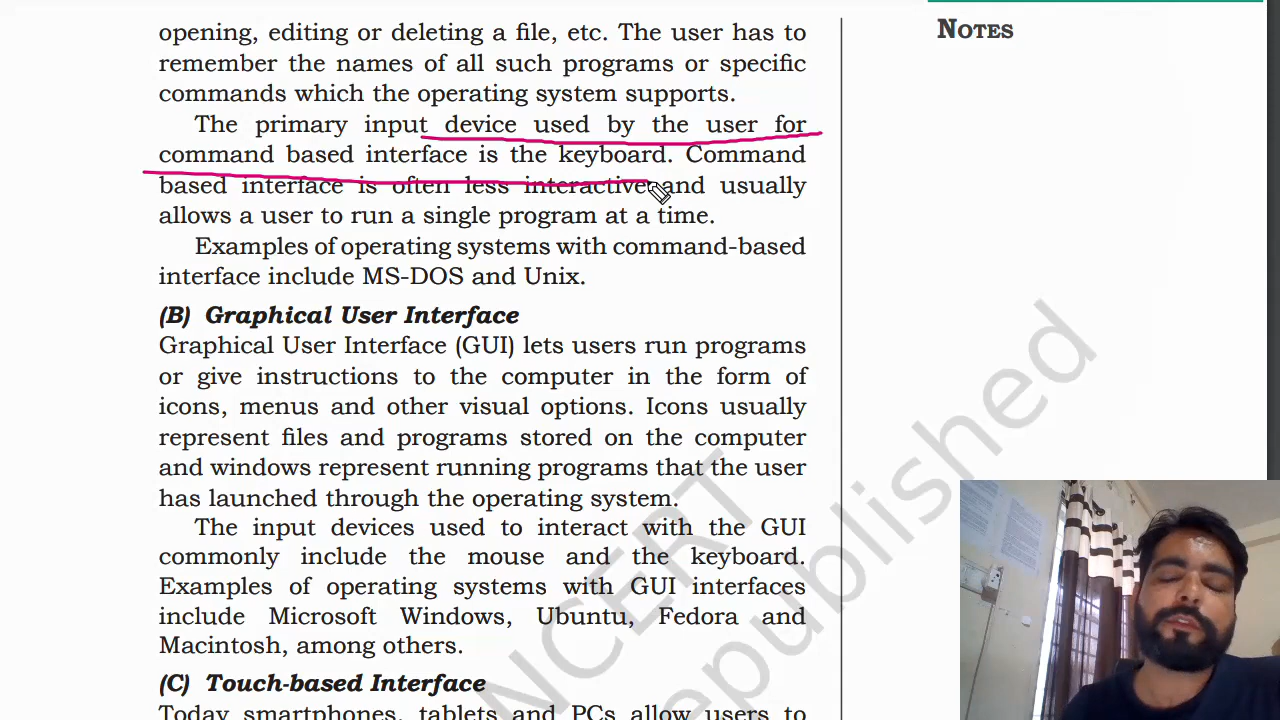 opening, editing or deleting a file, etc. The user has to
remember the names of all such programs or specific
commands which the operating system supports.
The primary input device used by the user for
command based interface is the keyboard. Command
based interface is often less interactive and usually
allows a user to run a single program at a time.
Examples of operating systems with command-based
interface include MS-DOS and Unix.
(B) Graphical User Interface
Graphical User Interface (GUI) lets users run programs
or give instructions to the computer in the form of
icons, menus and other visual options. Icons usually
represent files and programs stored on the computer
and windows represent running programs that the user
has launched through the operating system.
The input devices used to interact with the GUI
commonly include the mouse and the keyboard.
Examples of operating systems with GUI interfaces
include Microsoft Windows, Ubuntu, Fedora and
Macintosh, among others.
(C) Touch-based Interface
Today smartphones, tablets and PCs allow users to
NOTES
NCERT
republished